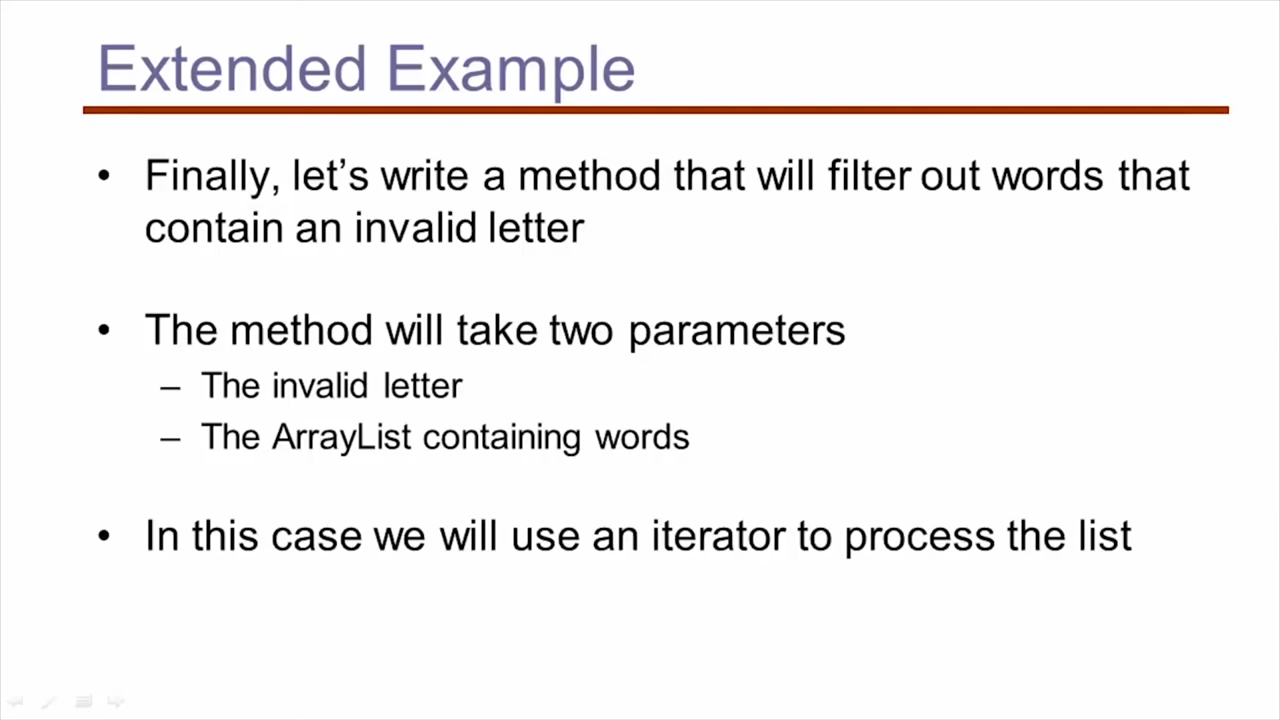 Extended Example
• Finally, let’s write a method that will filter out words that
contain an invalid letter
• The method will take two parameters
– The invalid letter
– The ArrayList containing words
• In this case we will use an iterator to process the list